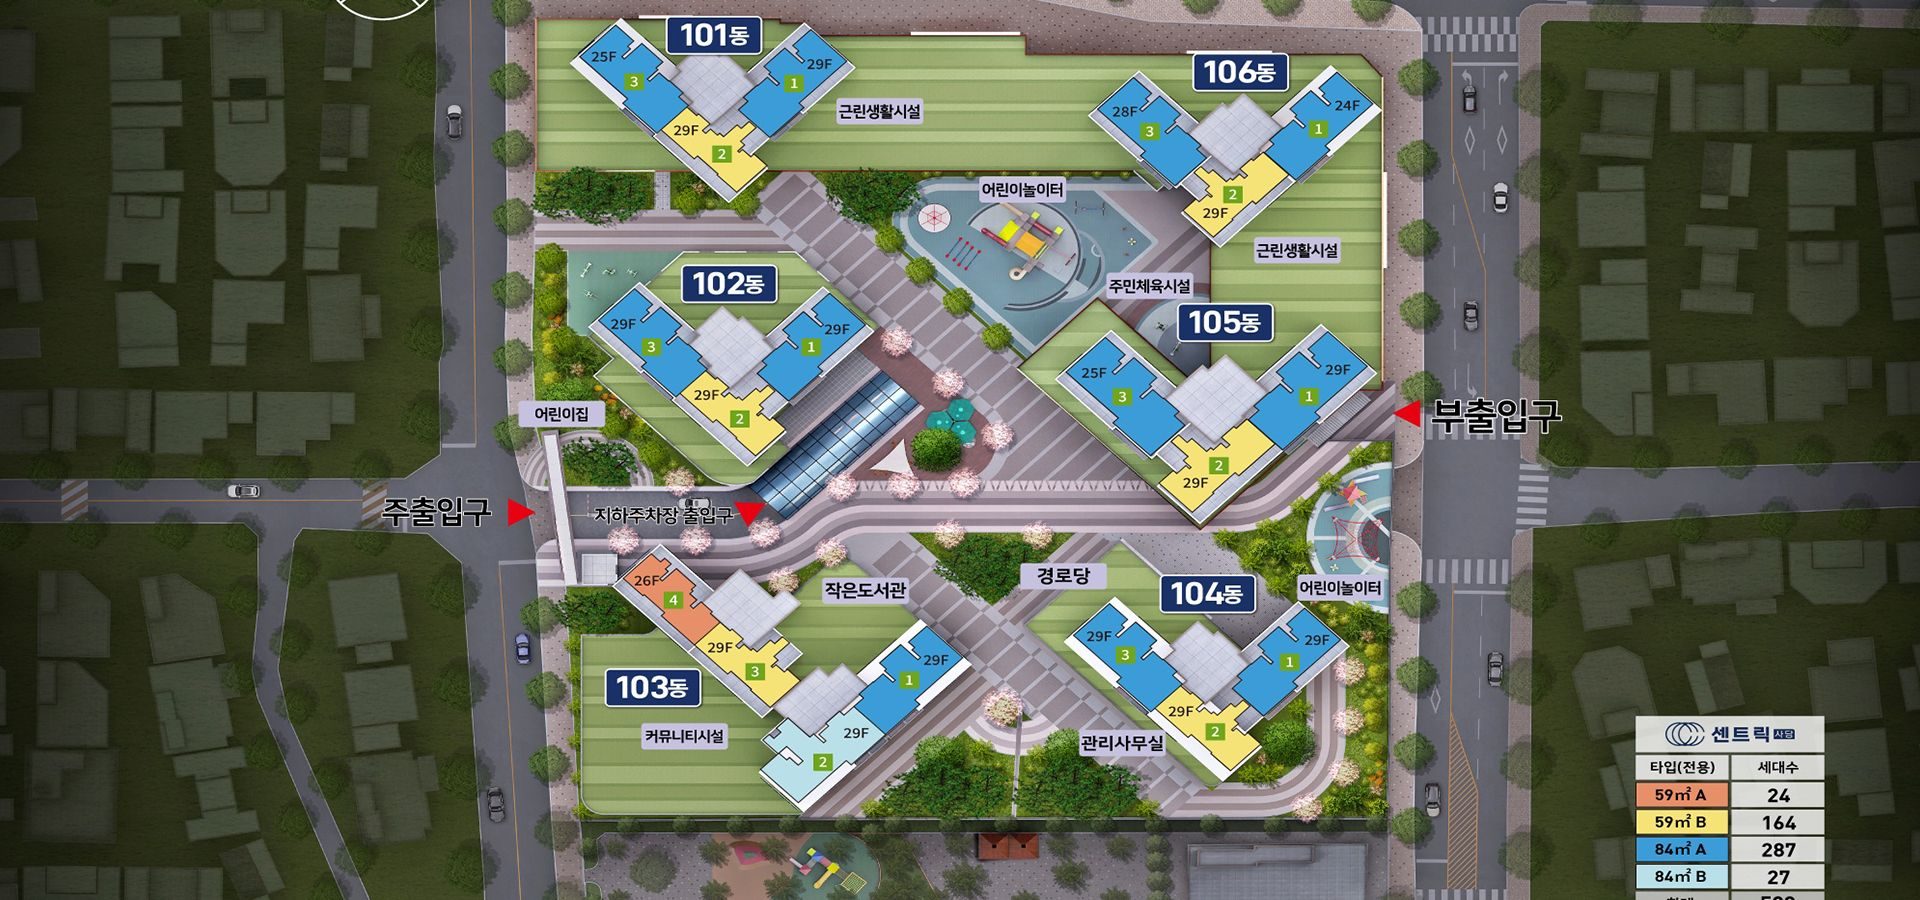 101동
25F
3
29F
1
29F
2
근린생활시설
106동
28F
3
24F
1
29F
2
어린이놀이터
근린생활시설
주민체육시설
102동
29F
3
29F
1
29F
2
105동
25F
3
29F
1
29F
2
어린이집
부출입구
주출입구
지하주차장 출입구
26F
4
29F
3
작은도서관
경로당
104동
어린이놀이터
29F
3
29F
1
29F
2
103동
29F
1
29F
2
커뮤니티시설
관리사무실
센트릭 사당
타입(전용) 세대수
59㎡ A 24
59㎡ B 164
84㎡ A 287
84㎡ B 27